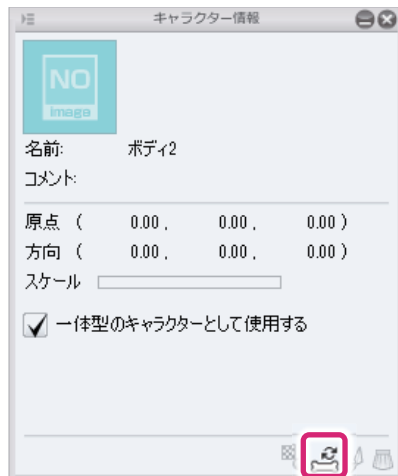 キャラクター情報
NO
imaga
名前: ボディ2
コメント:
原点 ( 0.00 , 0.00 , 0.00 )
方向 ( 0.00 , 0.00 , 0.00 )
スケール
一体型のキャラクターとして使用する